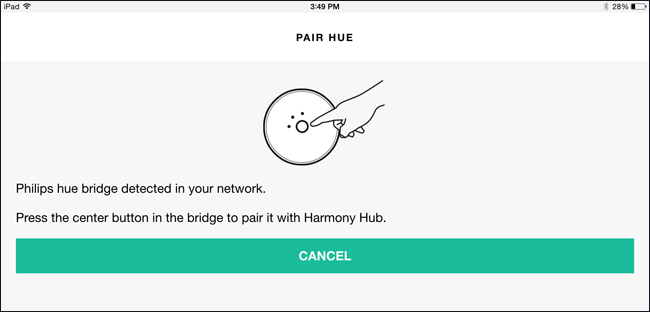 iPad 3:49 PM 28%
PAIR HUE
Philips hue bridge detected in your network.
Press the center button in the bridge to pair it with Harmony Hub.
CANCEL